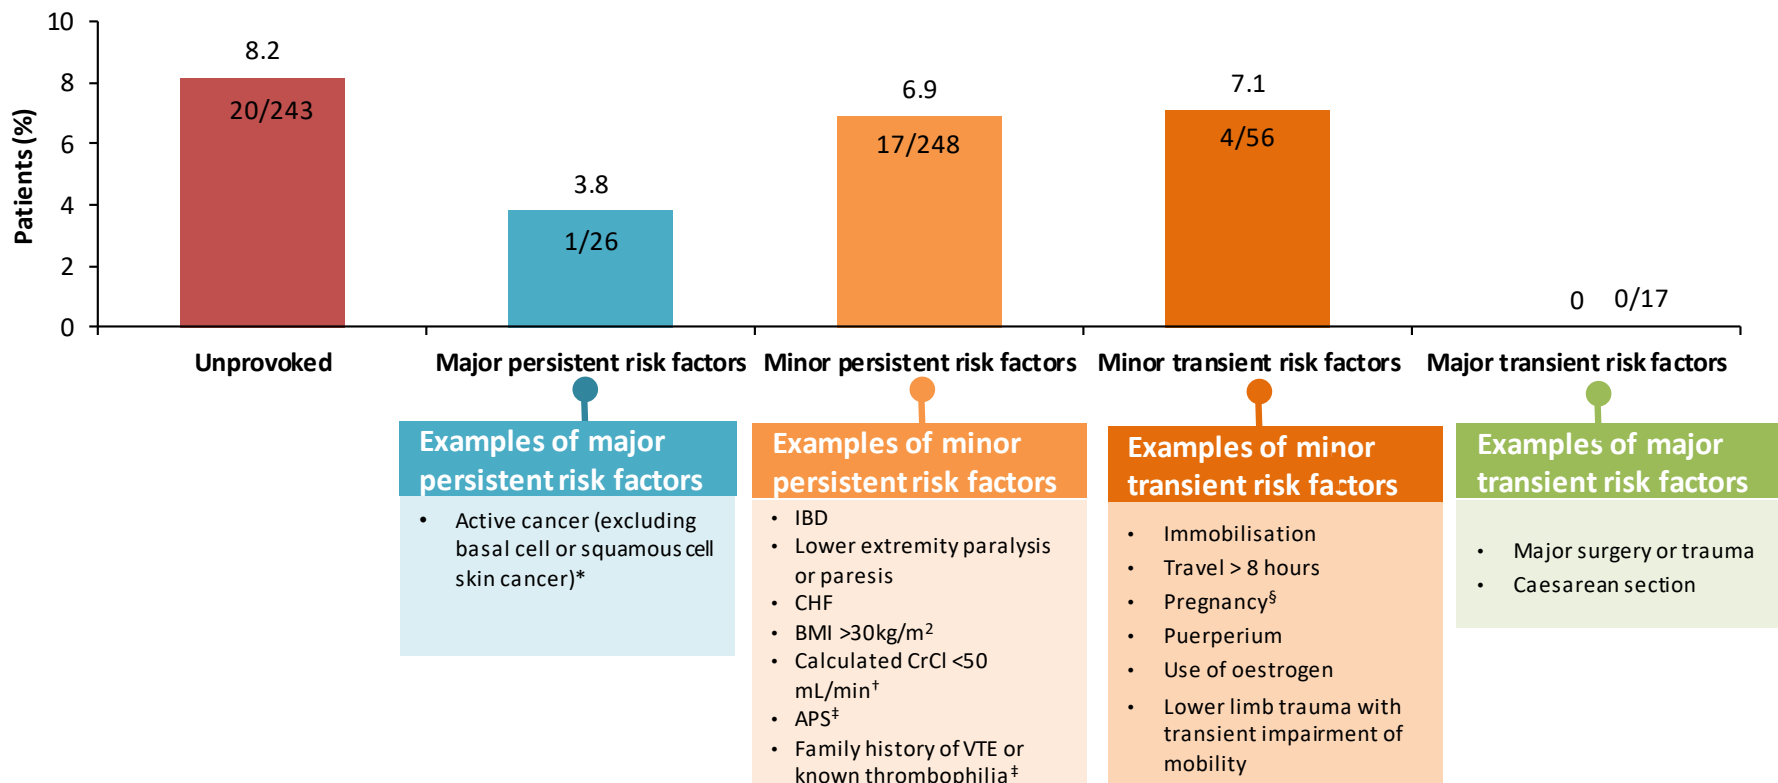 10
8
6
4
2
0
Patients (%)
8.2
20/243
3.8
1/26
6.9
17/248
7.1
4/56
0 0/17
Unprovoked
Major persistent risk factors
Minor persistent risk factors
Minor transient risk factors
Major transient risk factors
Examples of major
persistent risk factors
• Active cancer (excluding
basal cell or squamous cell
skin cancer)*
Examples of minor
persistent risk factors
• IBD
• Lower extremity paralysis
or paresis
• CHF
• BMI >30kg/m²
• Calculated CrCl <50
mL/min†
• APS‡
• Family history of VTE or
known thrombophilia‡
Examples of minor
transient risk factors
• Immobilisation
• Travel > 8 hours
• Pregnancy§
• Puerperium
• Use of oestrogen
• Lower limb trauma with
transient impairment of
mobility
Examples of major
transient risk factors
• Major surgery or trauma
• Caesarean section